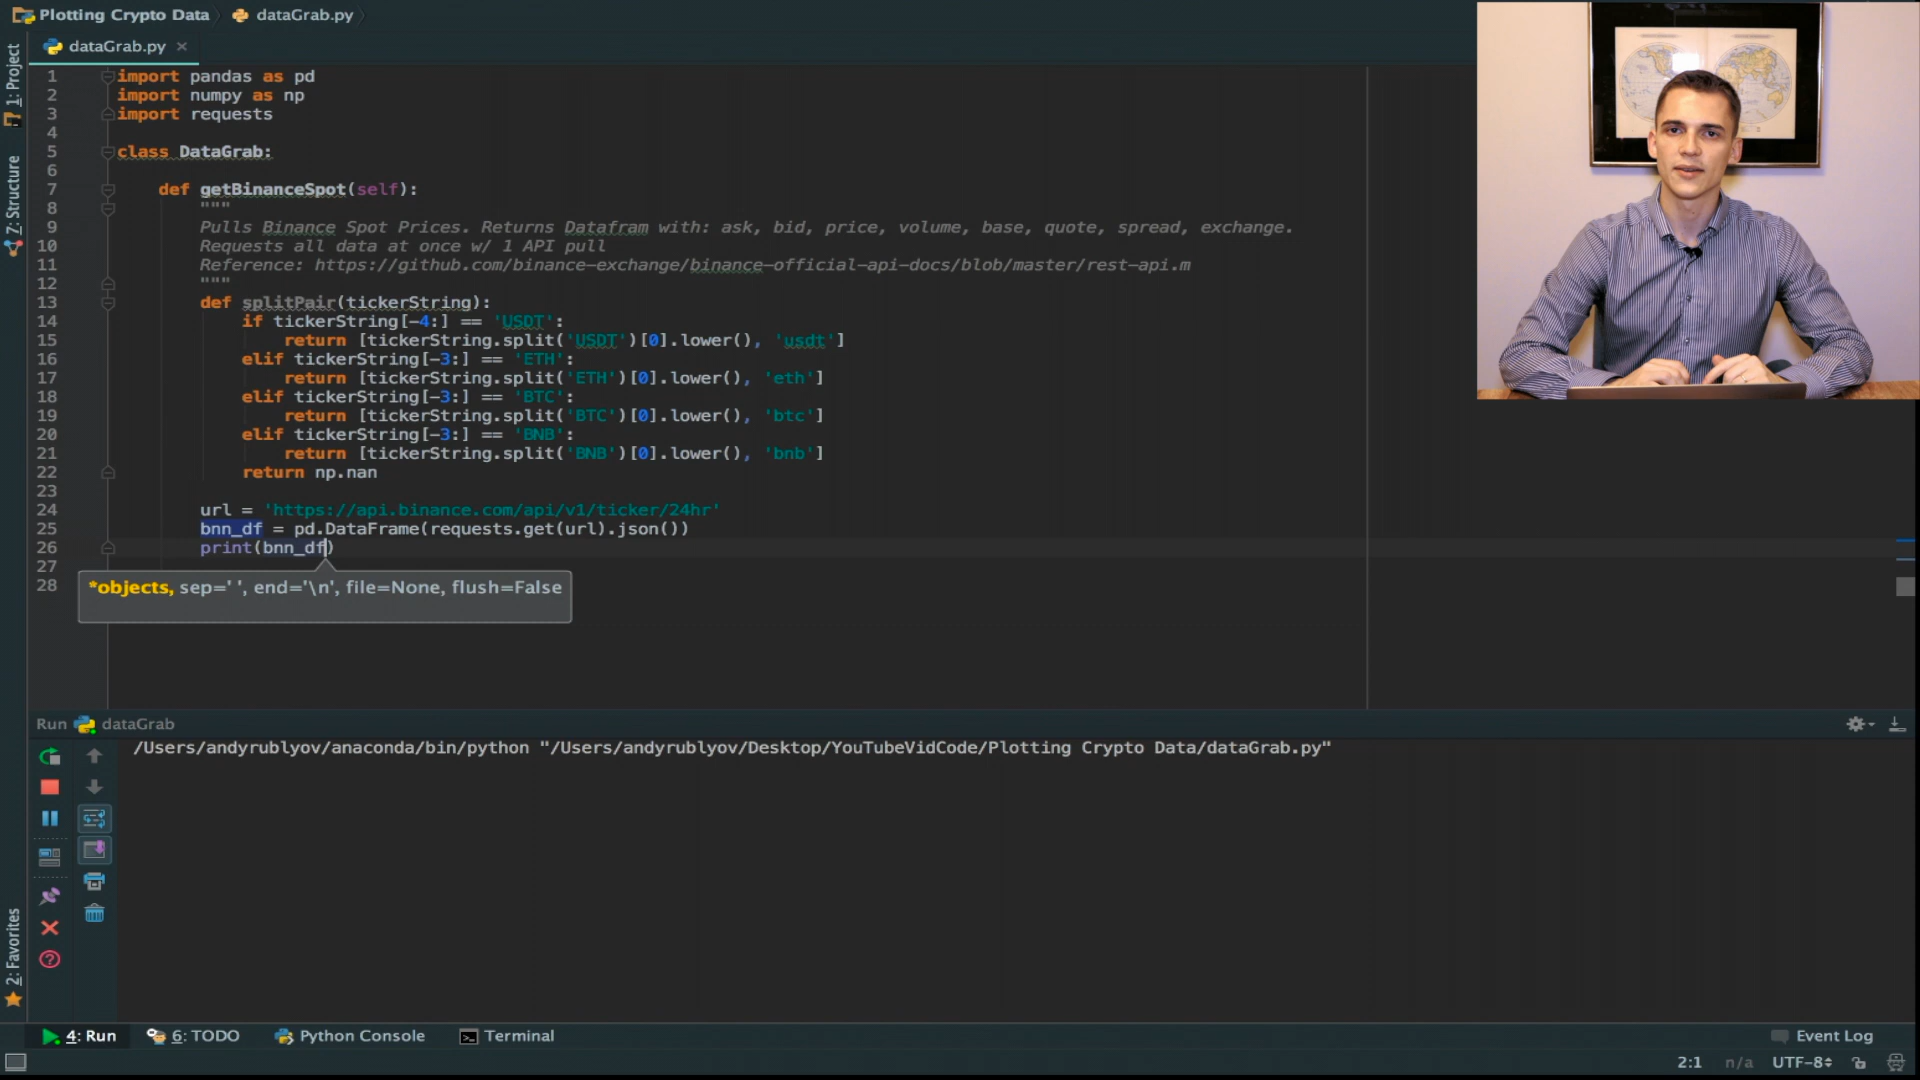 Plotting Crypto Data
dataGrab.py
dataGrab.py
1: Project
7: Structure
2: Favorites
1 import pandas as pd
2 import numpy as np
3 import requests
4
5 class DataGrab:
6
7 def getBinanceSpot(self):
8 """
9 Pulls Binance Spot Prices. Returns Datafram with: ask, bid, price, volume, base, quote, spread, exchange.
10 Requests all data at once w/ 1 API pull
11 Reference: https://github.com/binance-exchange/binance-official-api-docs/blob/master/rest-api.m
12 """
13 def splitPair(tickerString):
14 if tickerString[-4:] == 'USDT':
15 return [tickerString.split('USDT')[0].lower(), 'usdt']
16 elif tickerString[-3:] == 'ETH':
17 return [tickerString.split('ETH')[0].lower(), 'eth']
18 elif tickerString[-3:] == 'BTC':
19 return [tickerString.split('BTC')[0].lower(), 'btc']
20 elif tickerString[-3:] == 'BNB':
21 return [tickerString.split('BNB')[0].lower(), 'bnb']
22 return np.nan
23
24 url = 'https://api.binance.com/api/v1/ticker/24hr'
25 bnn_df = pd.DataFrame(requests.get(url).json())
26 print(bnn_df)
27
28
*objects, sep=' ', end='\n', file=None, flush=False
Run dataGrab
/Users/andyrublyov/anaconda/bin/python "/Users/andyrublyov/Desktop/YouTubeVidCode/Plotting Crypto Data/dataGrab.py"
4: Run 6: TODO Python Console Terminal Event Log
2:1 n/a UTF-8